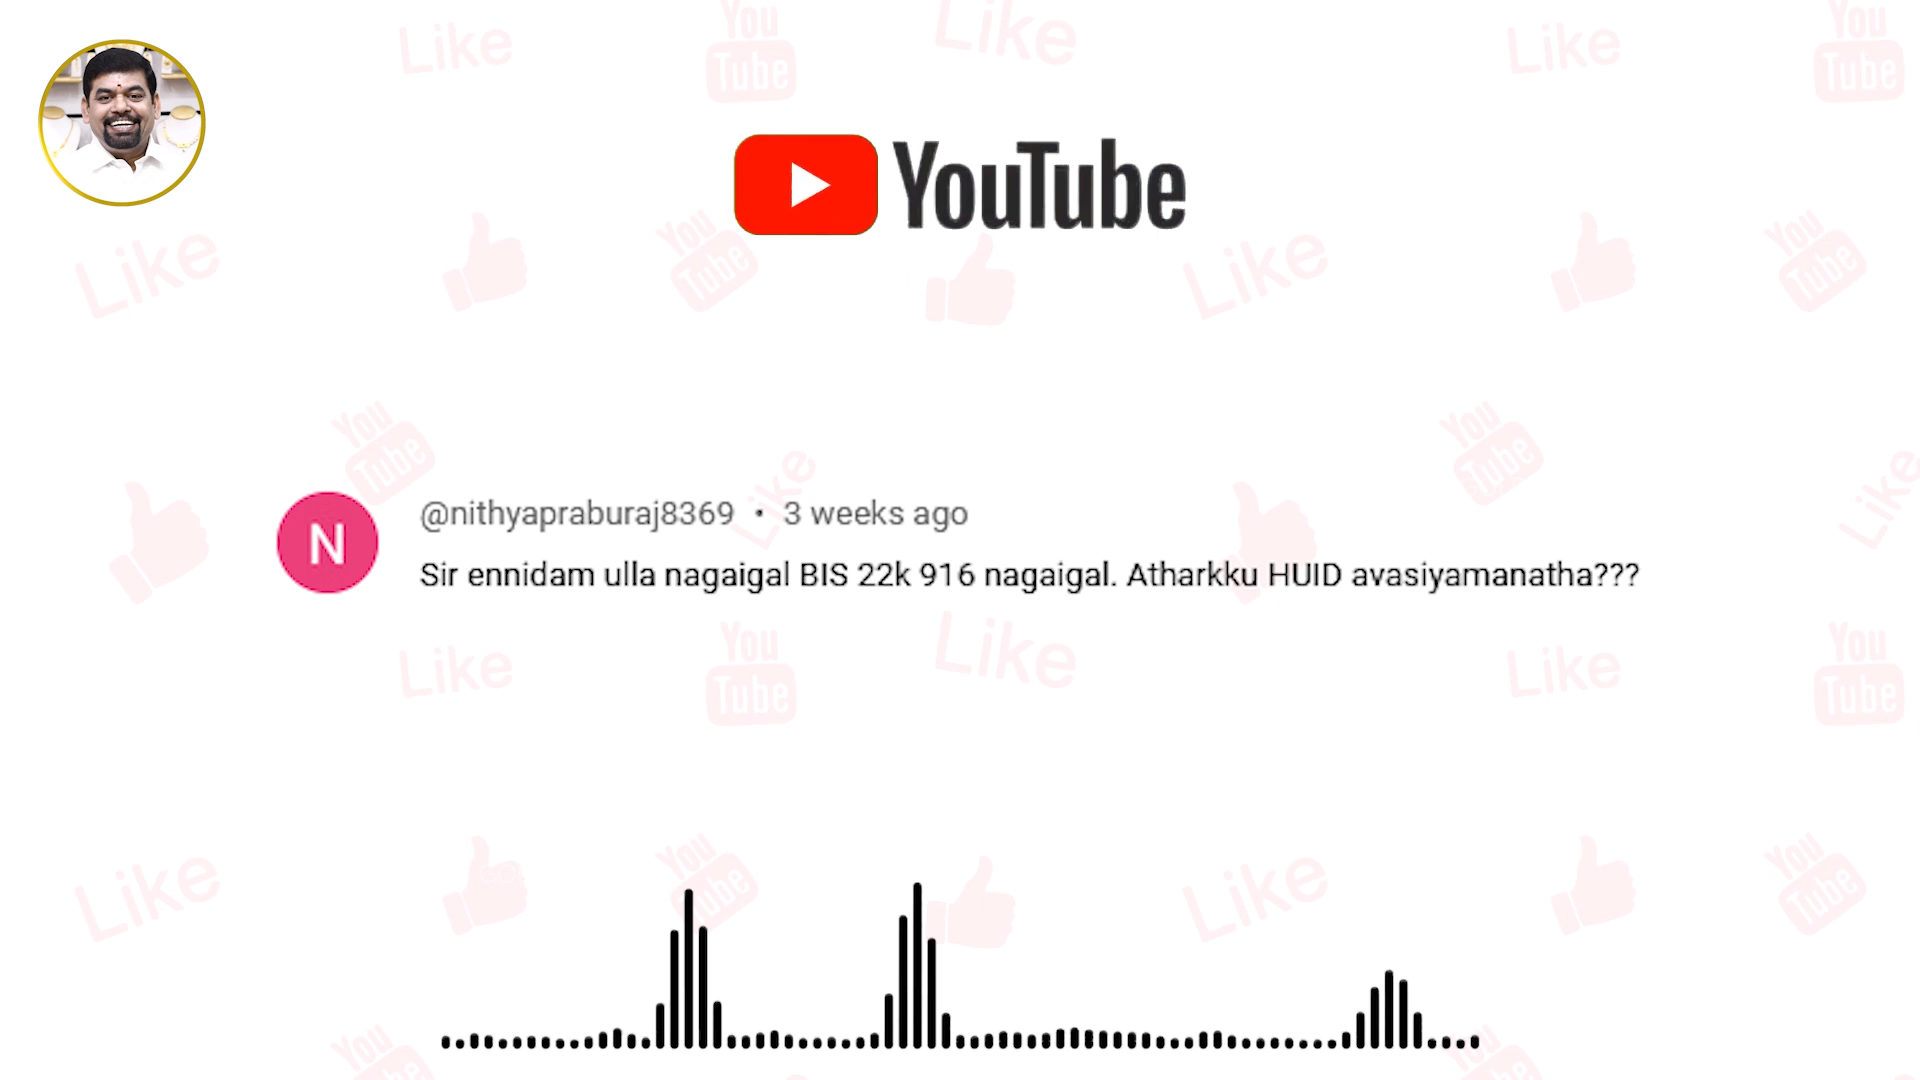 YouTube
N
@nithyapraburaj8369 • 3 weeks ago
Sir ennidam ulla nagaigal BIS 22k 916 nagaigal. Atharkku HUID avasiyamanatha???